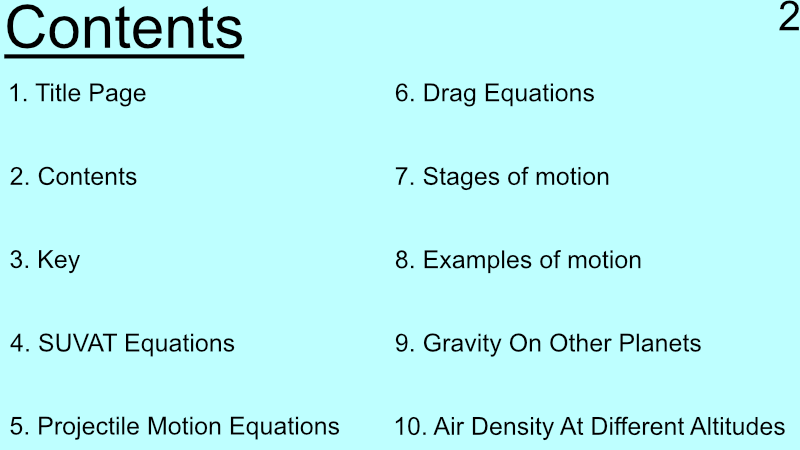 Contents
2
1. Title Page
2. Contents
3. Key
4. SUVAT Equations
5. Projectile Motion Equations
6. Drag Equations
7. Stages of motion
8. Examples of motion
9. Gravity On Other Planets
10. Air Density At Different Altitudes